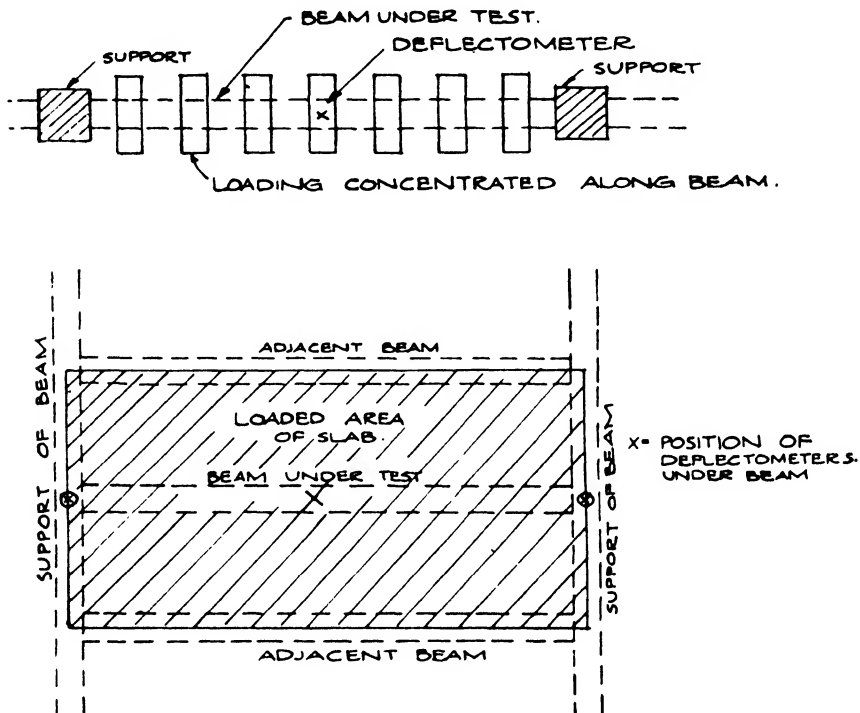 BEAM UNDER TEST.
DEFLECTOMETER
SUPPORT
SUPPORT
x
LOADING CONCENTRATED ALONG BEAM.
ADJACENT BEAM
SUPPORT OF BEAM
LOADED AREA
OF SLAB.
BEAM UNDER TEST
X
SUPPORT OF BEAM
X= POSITION OF
DEFLECTOMETERS.
UNDER BEAM
ADJACENT BEAM